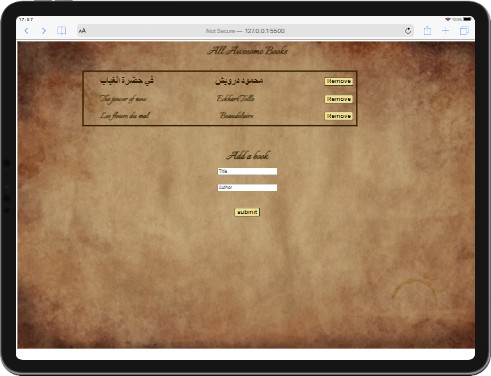 17:57
AA
Not Secure — 127.0.0.1:5500
All Awesome Books
في حضرة الغياب محمود درويش Remove
The power of now Eckhart Tolle Remove
Les fleurs du mal Beaudelaire Remove
Add a book
Title
Author
submit